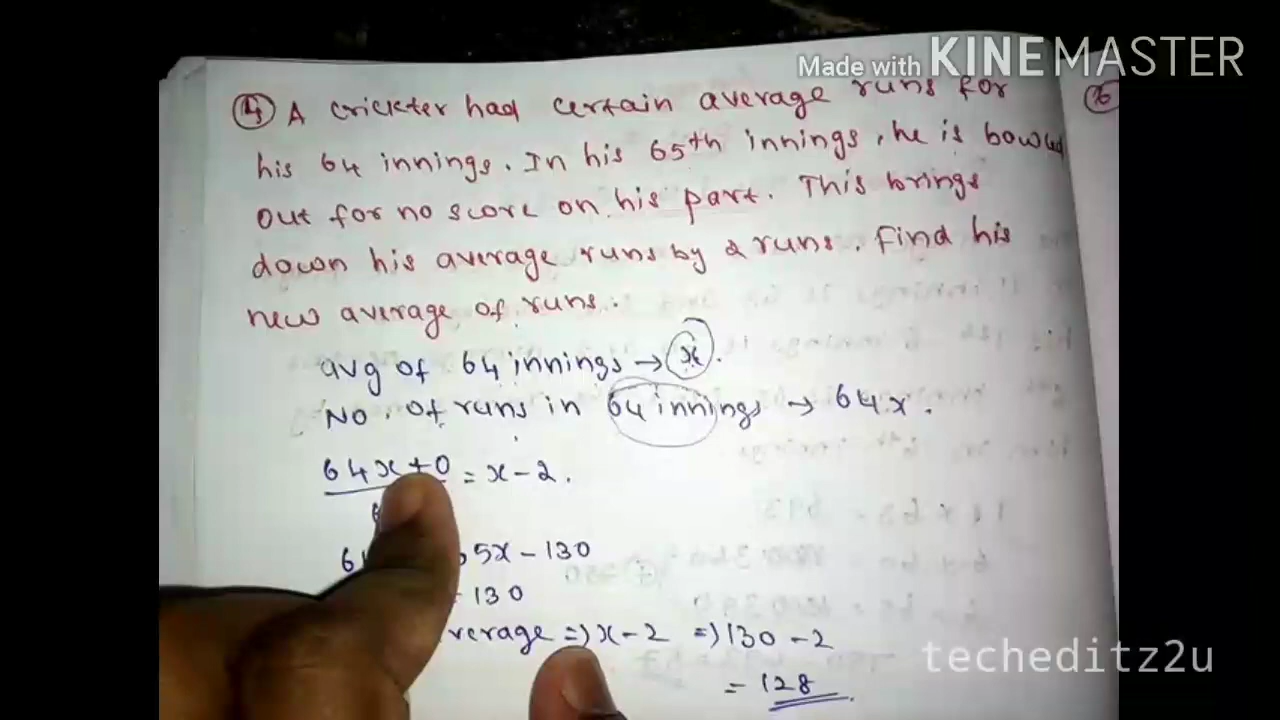 Made with KINEMASTER
④ A crickter had certain average runs for
his 64 innings. In his 65th innings, he is bowled
out for no score on his part. This brings
down his average runs by 2 runs. Find his
new average of runs.
avg of 64 innings → x.
No. of runs in 64 innings → 64x.
64x+0 = x-2.
5x - 130
130
verage => x-2 => 130-2
= 128
techeditz2u